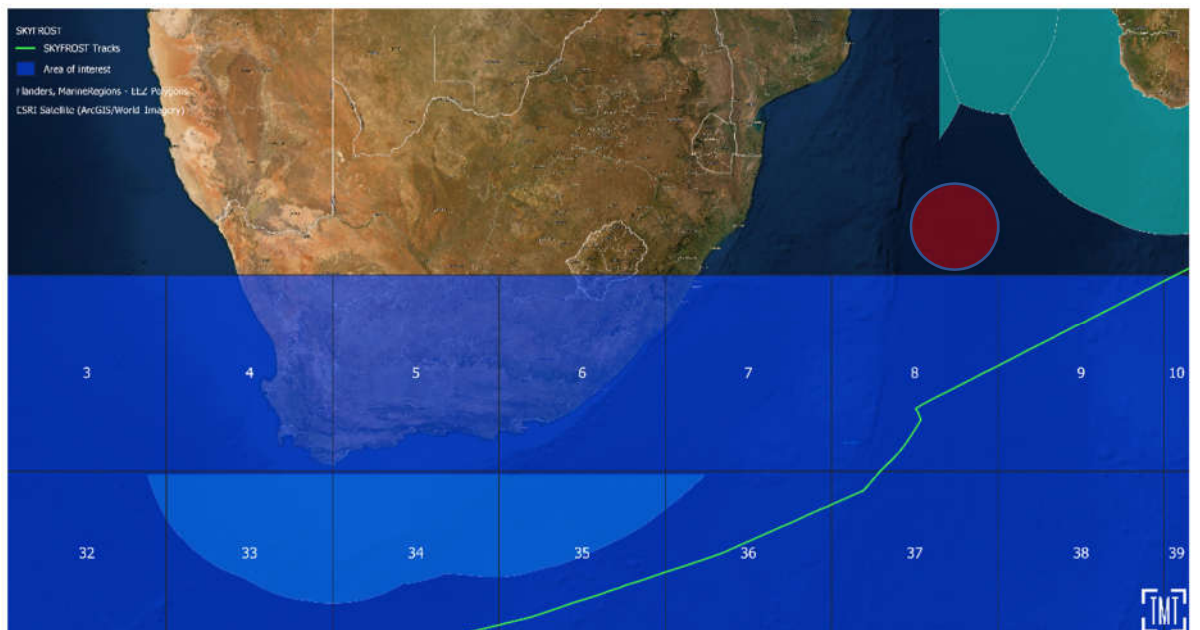 SKYFROST
SKYFROST Tracks
Area of interest
Flanders, MarineRegions - EEZ Polygons
ESRI Satellite (ArcGIS/World Imagery)
3 4 5 6 7 8 9 10
32 33 34 35 36 37 38 39
TMT